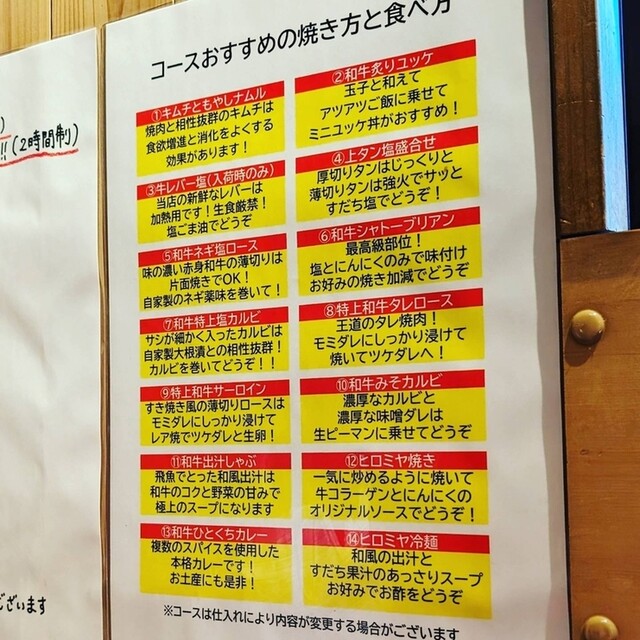 コースおすすめの焼き方と食べ方
①キムチともやしナムル
焼肉と相性抜群のキムチは
食欲増進と消化をよくする
効果があります！
②和牛炙りユッケ
玉子と和えて
アツアツご飯に乗せて
ミニユッケ丼がおすすめ！
③牛レバー塩(入荷時のみ)
当店の新鮮なレバーは
加熱用です！生食厳禁！
塩ごま油でどうぞ
④上タン塩盛合せ
厚切りタンはじっくりと
薄切りタンは強火でサッと
すだち塩でどうぞ！
⑤和牛ネギ塩ロース
味の濃い赤身和牛の薄切りは
片面焼きでOK！
自家製のネギ薬味を巻いて！
⑥和牛シャトーブリアン
最高級部位！
塩とにんにくのみで味付け
お好みの焼き加減でどうぞ
⑦和牛特上塩カルビ
サシが細かく入ったカルビは
自家製大根漬との相性抜群！
カルビを巻いてどうぞ！！
⑧特上和牛タレロース
王道のタレ焼肉！
モミダレにしっかり浸けて
焼いてツケダレへ！
⑨特上和牛サーロイン
すき焼き風の薄切りロースは
モミダレにしっかり浸けて
レア焼でツケダレと生卵！
⑩和牛みそカルビ
濃厚なカルビと
濃厚な味噌ダレは
生ピーマンに乗せてどうぞ
⑪和牛出汁しゃぶ
飛魚でとった和風出汁は
和牛のコクと野菜の甘みで
極上のスープになります
⑫ヒロミヤ焼き
一気に炒めるように焼いて
牛コラーゲンとにんにくの
オリジナルソースでどうぞ！
⑬和牛ひとくちカレー
複数のスパイスを使用した
本格カレーです！
お土産にも是非！
⑭ヒロミヤ冷麺
和風の出汁と
すだち果汁のあっさりスープ
お好みでお酢をどうぞ
※コースは仕入れにより内容が変更する場合がございます
)
!!(2時間制)
ございます